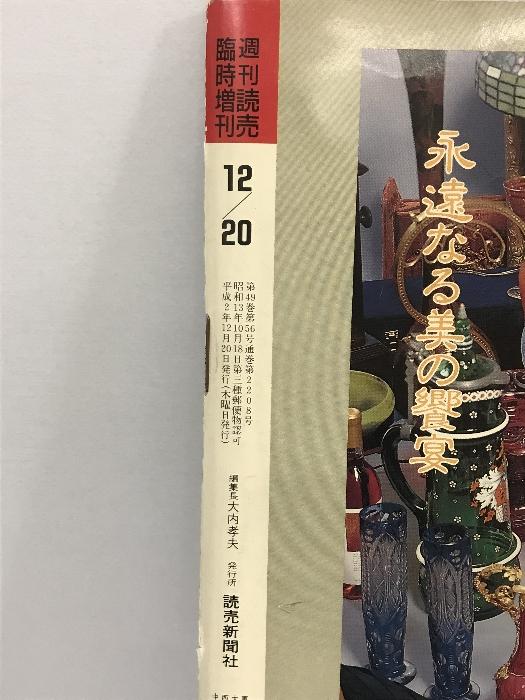 週刊読売
臨時増刊
12/20
第49巻第56号通巻第2208号
昭和13年10月18日第三種郵便物認可
平成2年12月20日発行(木曜日発行)
編集長 大内孝夫 発行所 読売新聞社
永遠なる美の饗宴